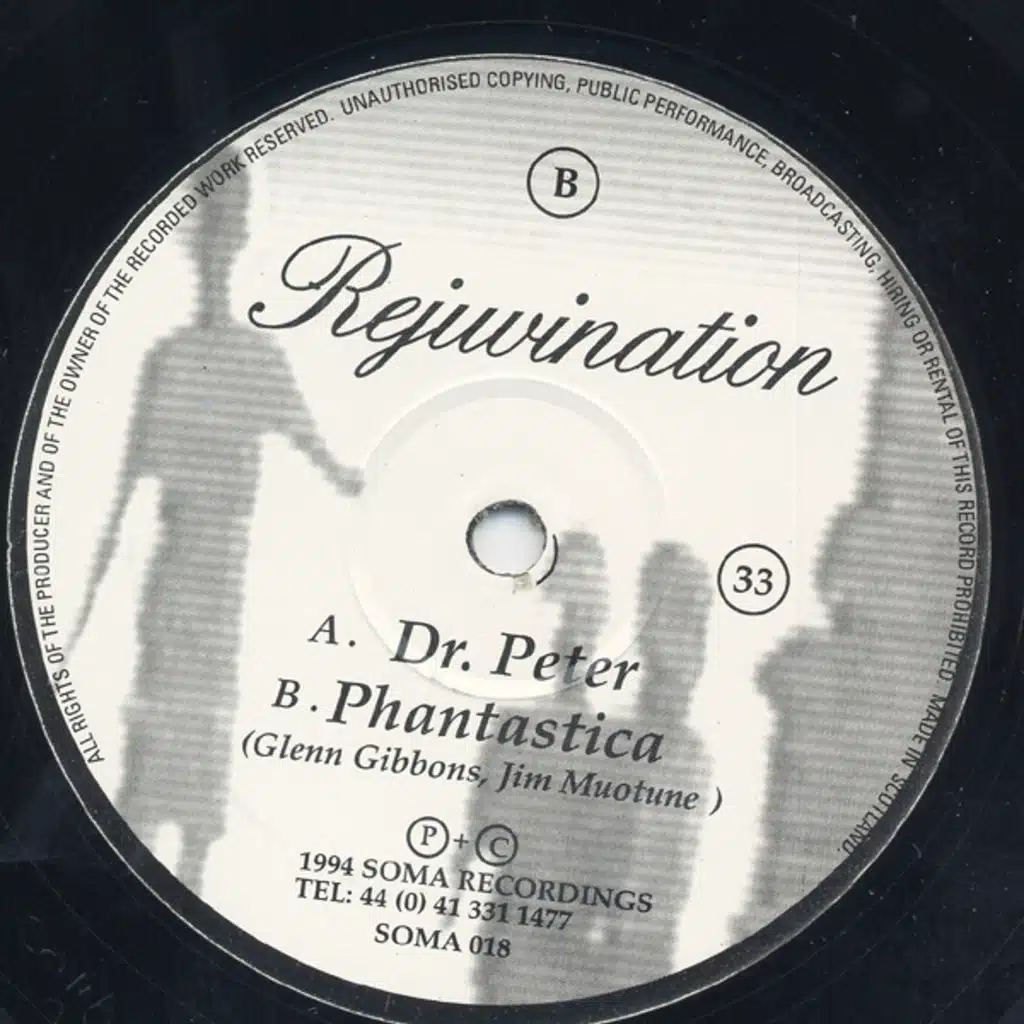 ALL RIGHTS OF THE PRODUCER AND OF THE OWNER OF THE RECORDED WORK RESERVED. UNAUTHORISED COPYING, PUBLIC PERFORMANCE, BROADCASTING, HIRING OR RENTAL OF THIS RECORD PROHIBITED. MADE IN SCOTLAND.
B
Rejuvination
33
A. Dr. Peter
B. Phantastica
(Glenn Gibbons, Jim Muotune )
P + C
1994 SOMA RECORDINGS
TEL: 44 (0) 41 331 1477
SOMA 018